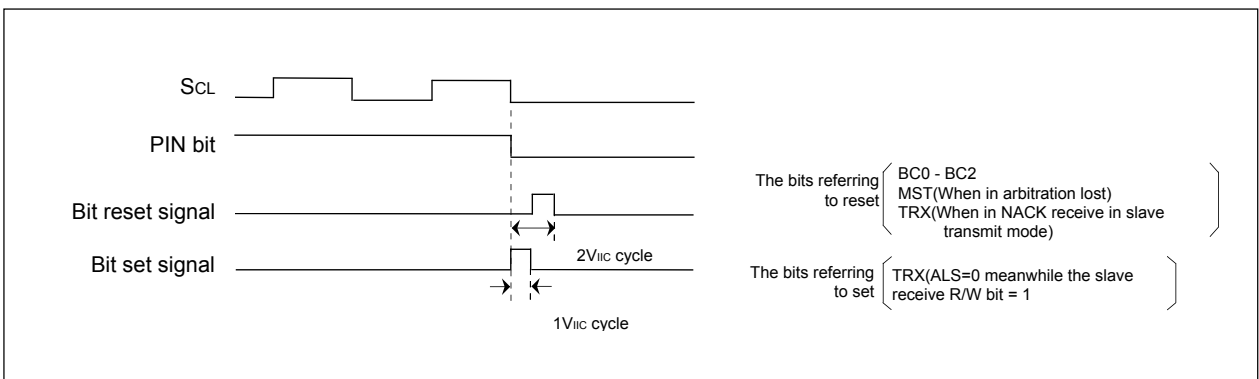 SCL
PIN bit
Bit reset signal
Bit set signal
2VIIC cycle
1VIIC cycle
The bits referring
to reset
BC0 - BC2
MST(When in arbitration lost)
TRX(When in NACK receive in slave
transmit mode)
The bits referring
to set
TRX(ALS=0 meanwhile the slave
receive R/W bit = 1